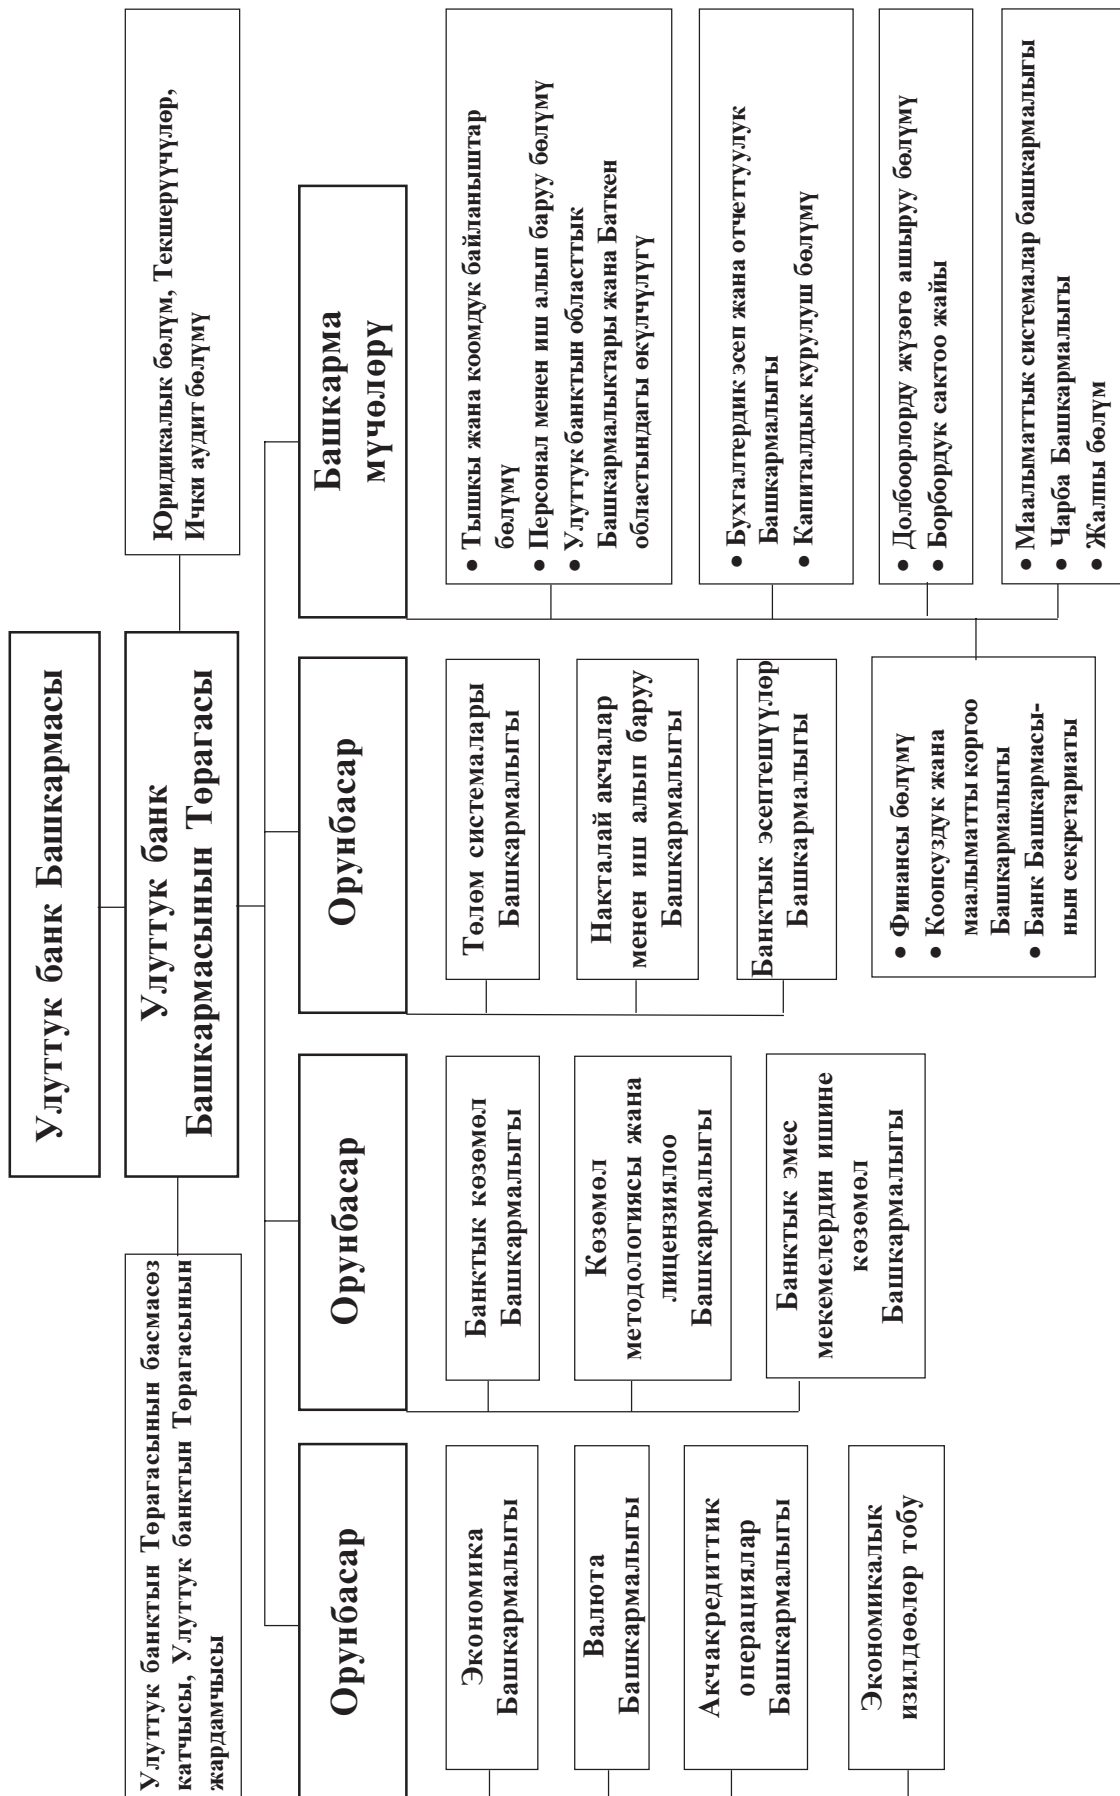 Улуттук банк Башкармасы
Улуттук банк
Башкармасынын Төрагасы
Улуттук банктын Төрагасынын басмасөз
катчысы, Улуттук банктын Төрагасынын
жардамчысы
Юридикалык бөлүм, Текшерүүчүлөр,
Ички аудит бөлүмү
Орунбасар
Экономика
Башкармалыгы
Валюта
Башкармалыгы
Акчакредиттик
операциялар
Башкармалыгы
Экономикалык
изилдөөлөр тобу
Орунбасар
Банктык көзөмөл
Башкармалыгы
Көзөмөл
методологиясы жана
лицензиялоо
Башкармалыгы
Банктык эмес
мекемелердин ишине
көзөмөл
Башкармалыгы
Орунбасар
Төлөм системалары
Башкармалыгы
Накталай акчалар
менен иш алып баруу
Башкармалыгы
Банктык эсептешүүлөр
Башкармалыгы
Башкарма
мүчөлөрү
• Тышкы жана коомдук байланыштар
бөлүмү
• Персонал менен иш алып баруу бөлүмү
• Улуттук банктын областтык
Башкармалыктары жана Баткен
областындагы өкүлчүлүгү
• Бухгалтердик эсеп жана отчеттуулук
Башкармалыгы
• Капиталдык курулуш бөлүмү
• Долбоорлорду жүзөгө ашыруу бөлүмү
• Борбордук сактоо жайы
• Маалыматтык системалар башкармалыгы
• Чарба Башкармалыгы
• Жалпы бөлүм
• Финансы бөлүмү
• Коопсуздук жана
маалыматты коргоо
Башкармалыгы
• Банк Башкармасы-
нын секретариаты